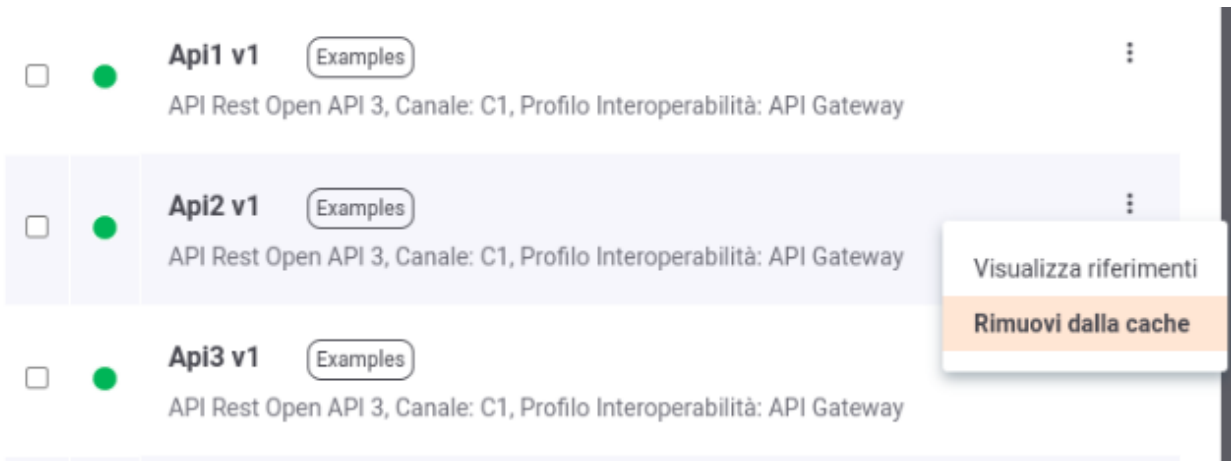 Api1 v1 Examples
API Rest Open API 3, Canale: C1, Profilo Interoperabilità: API Gateway
Api2 v1 Examples
API Rest Open API 3, Canale: C1, Profilo Interoperabilità: API Gateway
Visualizza riferimenti
Rimuovi dalla cache
Api3 v1 Examples
API Rest Open API 3, Canale: C1, Profilo Interoperabilità: API Gateway